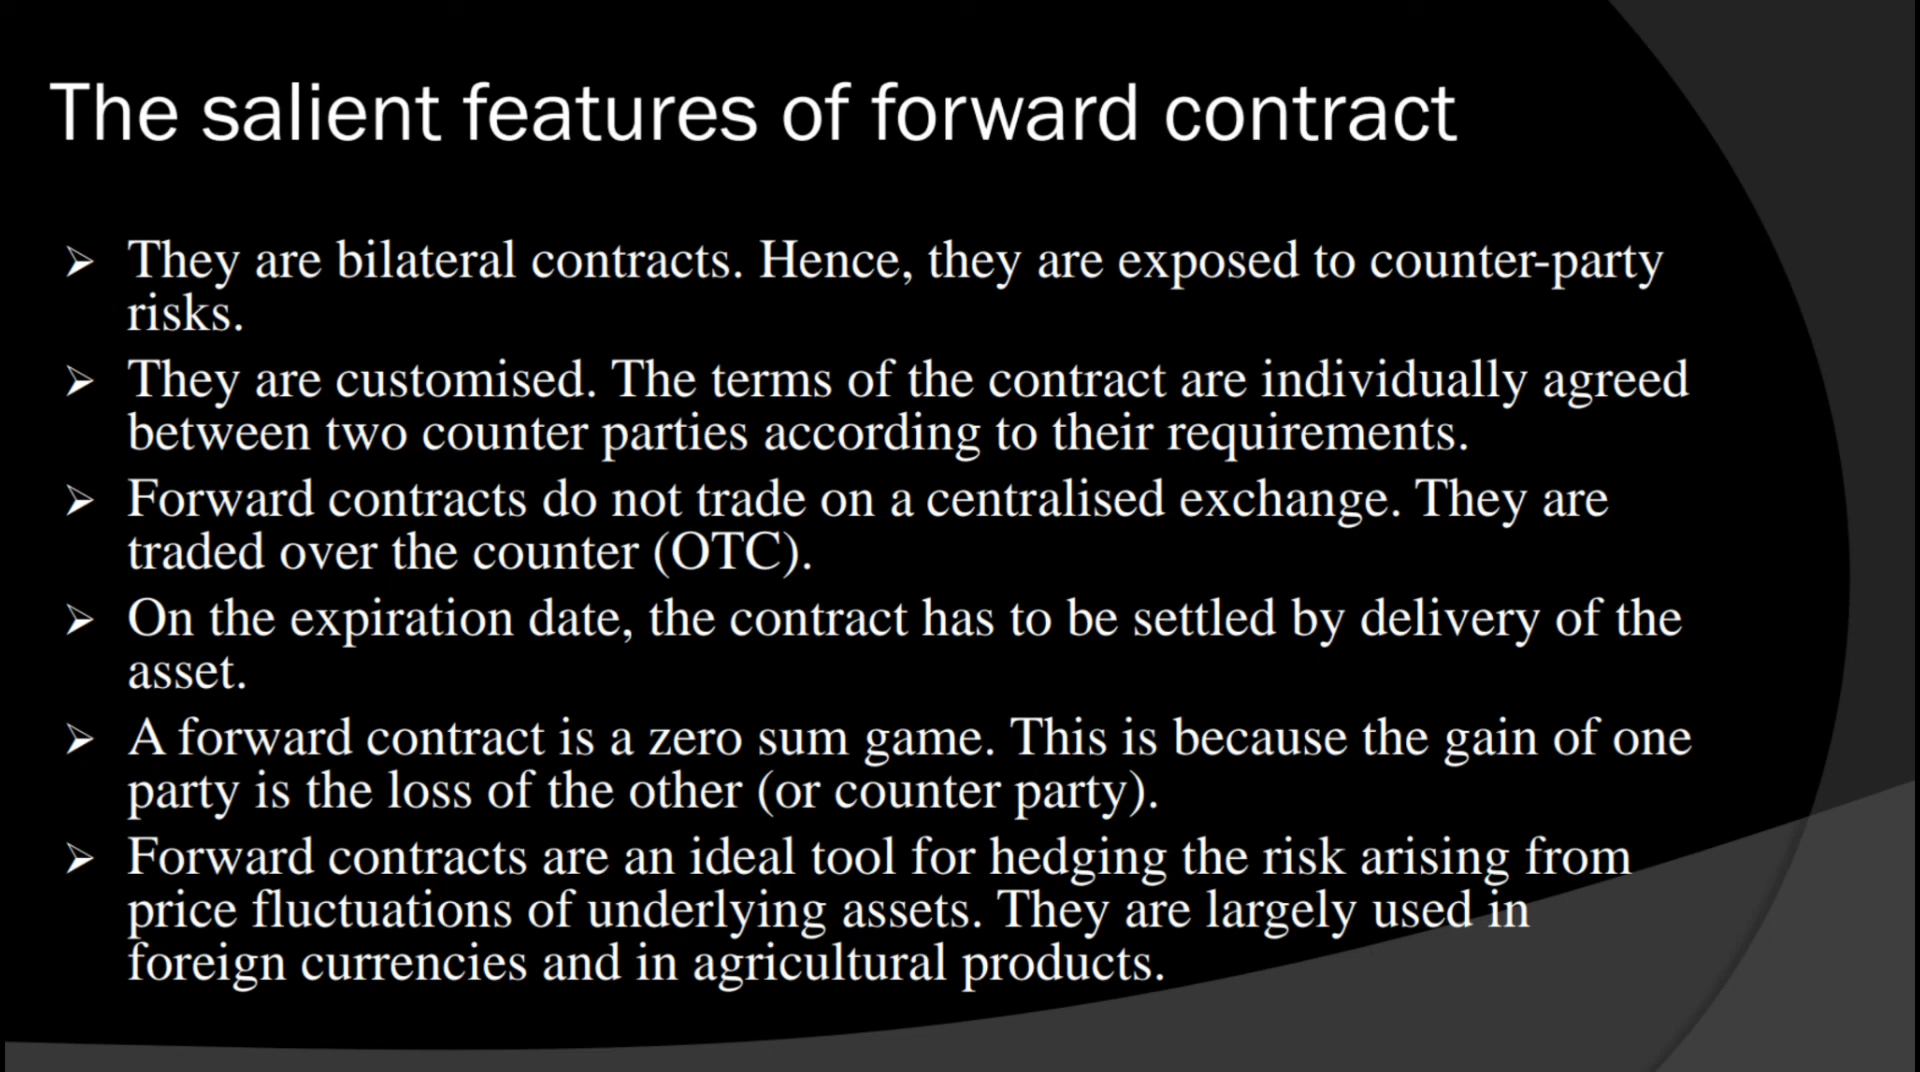 The salient features of forward contract
➢ They are bilateral contracts. Hence, they are exposed to counter-party
risks.
➢ They are customised. The terms of the contract are individually agreed
between two counter parties according to their requirements.
➢ Forward contracts do not trade on a centralised exchange. They are
traded over the counter (OTC).
➢ On the expiration date, the contract has to be settled by delivery of the
asset.
➢ A forward contract is a zero sum game. This is because the gain of one
party is the loss of the other (or counter party).
➢ Forward contracts are an ideal tool for hedging the risk arising from
price fluctuations of underlying assets. They are largely used in
foreign currencies and in agricultural products.